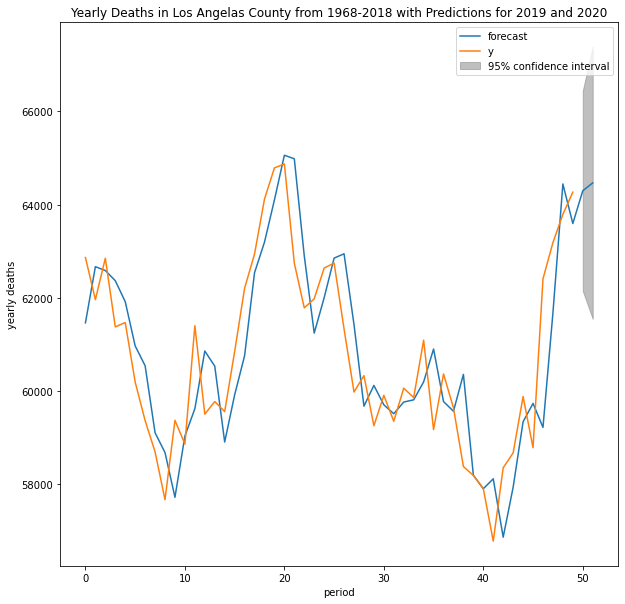 Yearly Deaths in Los Angelas County from 1968-2018 with Predictions for 2019 and 2020
forecast
y
95% confidence interval
66000
64000
62000
60000
58000
yearly deaths
0
10
20
30
40
50
period